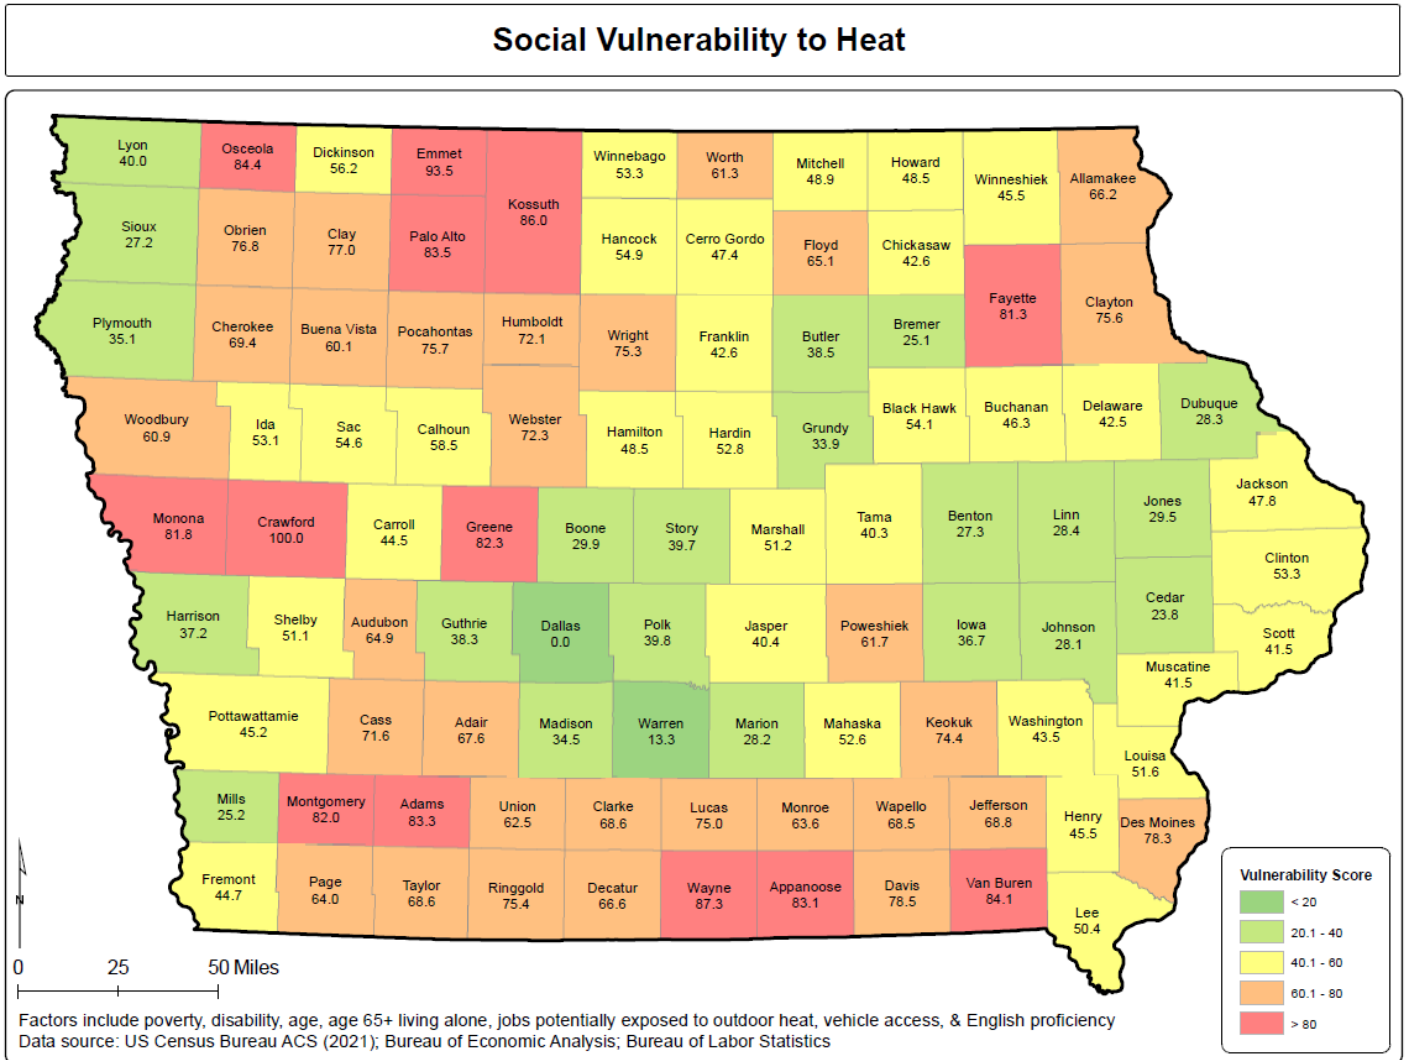 Social Vulnerability to Heat
Lyon
40.0
Osceola
84.4
Dickinson
56.2
Emmet
93.5
Kossuth
86.0
Winnebago
53.3
Worth
61.3
Mitchell
48.9
Howard
48.5
Winneshiek
45.5
Allamakee
66.2
Sioux
27.2
Obrien
76.8
Clay
77.0
Palo Alto
83.5
Hancock
54.9
Cerro Gordo
47.4
Floyd
65.1
Chickasaw
42.6
Fayette
81.3
Clayton
75.6
Plymouth
35.1
Cherokee
69.4
Buena Vista
60.1
Pocahontas
75.7
Humboldt
72.1
Wright
75.3
Franklin
42.6
Butler
38.5
Bremer
25.1
Woodbury
60.9
Ida
53.1
Sac
54.6
Calhoun
58.5
Webster
72.3
Hamilton
48.5
Hardin
52.8
Grundy
33.9
Black Hawk
54.1
Buchanan
46.3
Delaware
42.5
Dubuque
28.3
Monona
81.8
Crawford
100.0
Carroll
44.5
Greene
82.3
Boone
29.9
Story
39.7
Marshall
51.2
Tama
40.3
Benton
27.3
Linn
28.4
Jones
29.5
Jackson
47.8
Clinton
53.3
Harrison
37.2
Shelby
51.1
Audubon
64.9
Guthrie
38.3
Dallas
0.0
Polk
39.8
Jasper
40.4
Poweshiek
61.7
Iowa
36.7
Johnson
28.1
Cedar
23.8
Scott
41.5
Muscatine
41.5
Pottawattamie
45.2
Cass
71.6
Adair
67.6
Madison
34.5
Warren
13.3
Marion
28.2
Mahaska
52.6
Keokuk
74.4
Washington
43.5
Louisa
51.6
Mills
25.2
Montgomery
82.0
Adams
83.3
Union
62.5
Clarke
68.6
Lucas
75.0
Monroe
63.6
Wapello
68.5
Jefferson
68.8
Henry
45.5
Des Moines
78.3
Fremont
44.7
Page
64.0
Taylor
68.6
Ringgold
75.4
Decatur
66.6
Wayne
87.3
Appanoose
83.1
Davis
78.5
Van Buren
84.1
Lee
50.4
Vulnerability Score
< 20
20.1 - 40
40.1 - 60
60.1 - 80
> 80
N
0 25 50 Miles
Factors include poverty, disability, age, age 65+ living alone, jobs potentially exposed to outdoor heat, vehicle access, & English proficiency
Data source: US Census Bureau ACS (2021); Bureau of Economic Analysis; Bureau of Labor Statistics